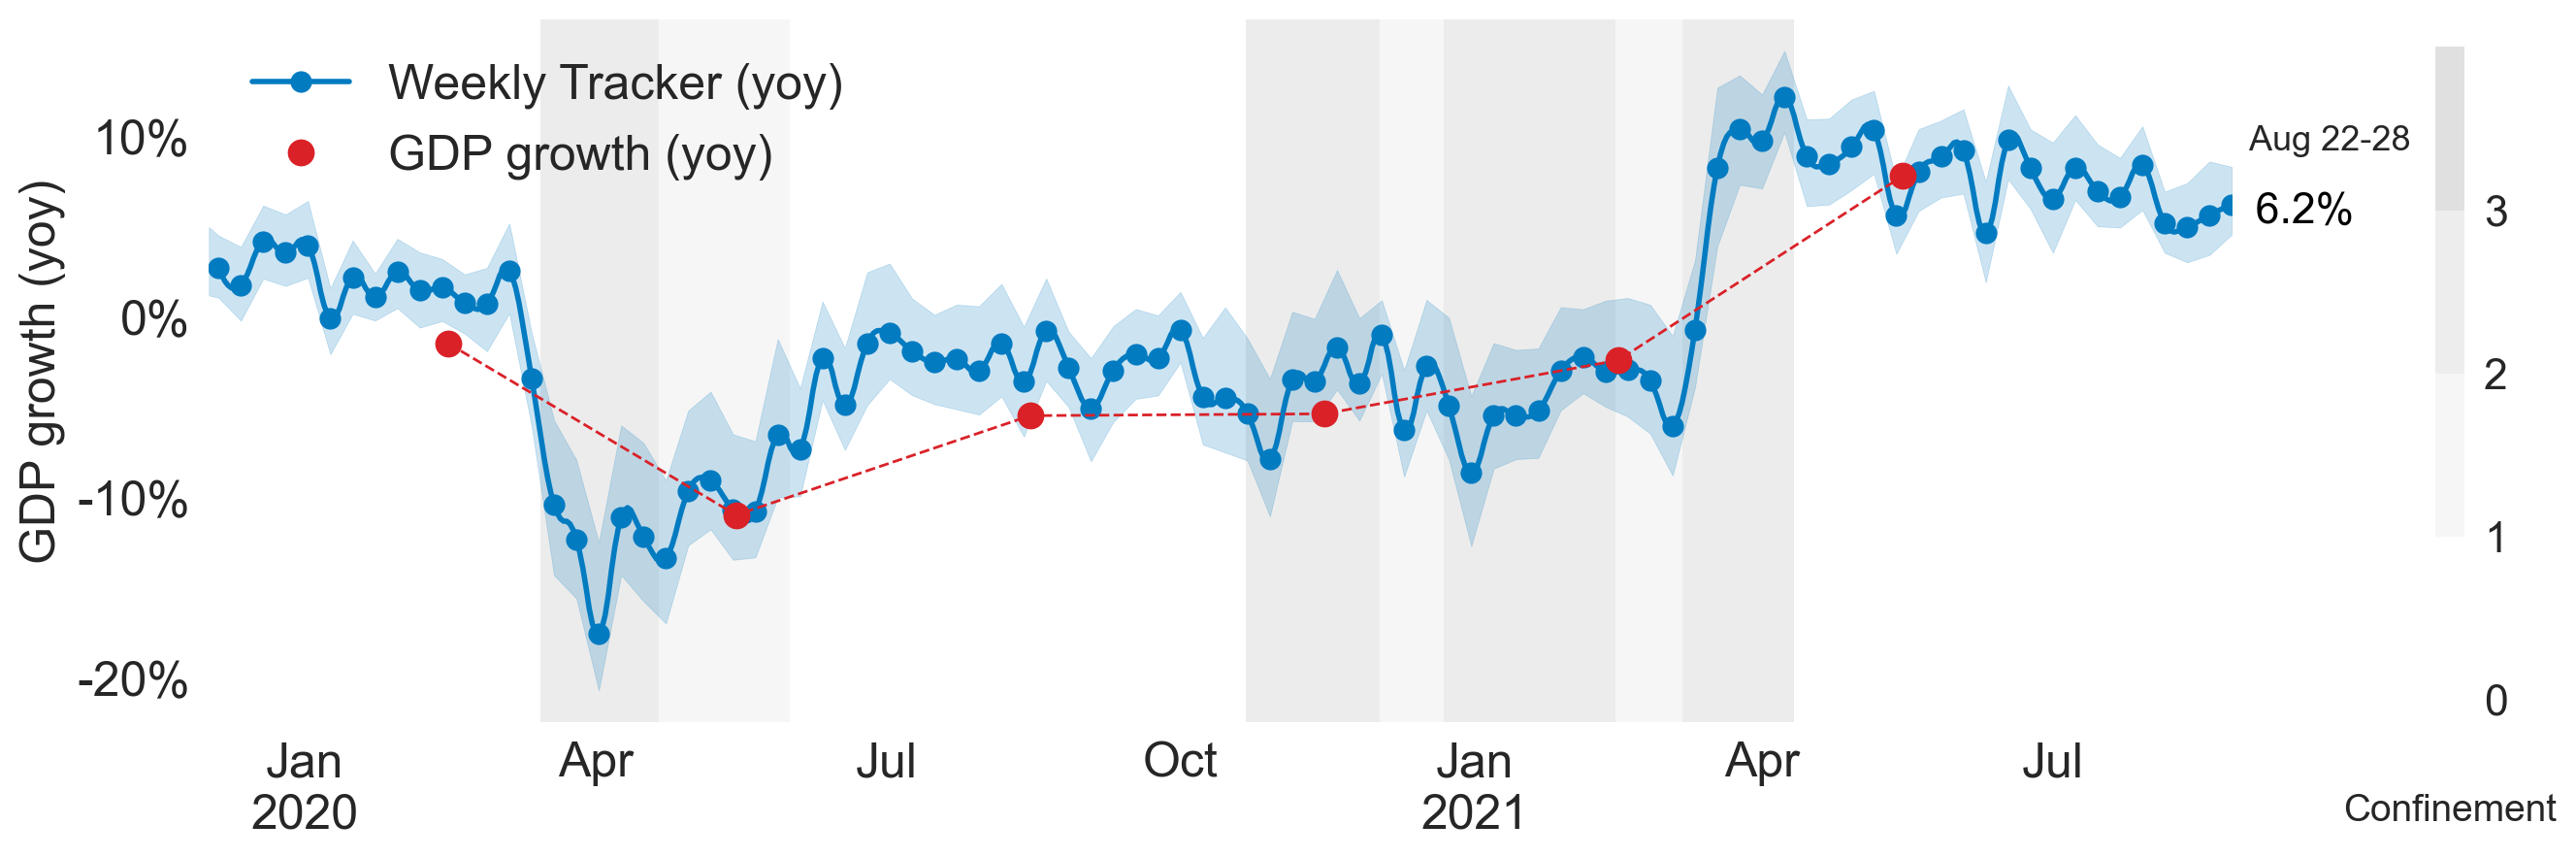 Weekly Tracker (yoy)
GDP growth (yoy)
GDP growth (yoy)
10%
0%
-10%
-20%
Jan
2020
Apr
Jul
Oct
Jan
2021
Apr
Jul
Aug 22-28
6.2%
3
2
1
0
Confinement